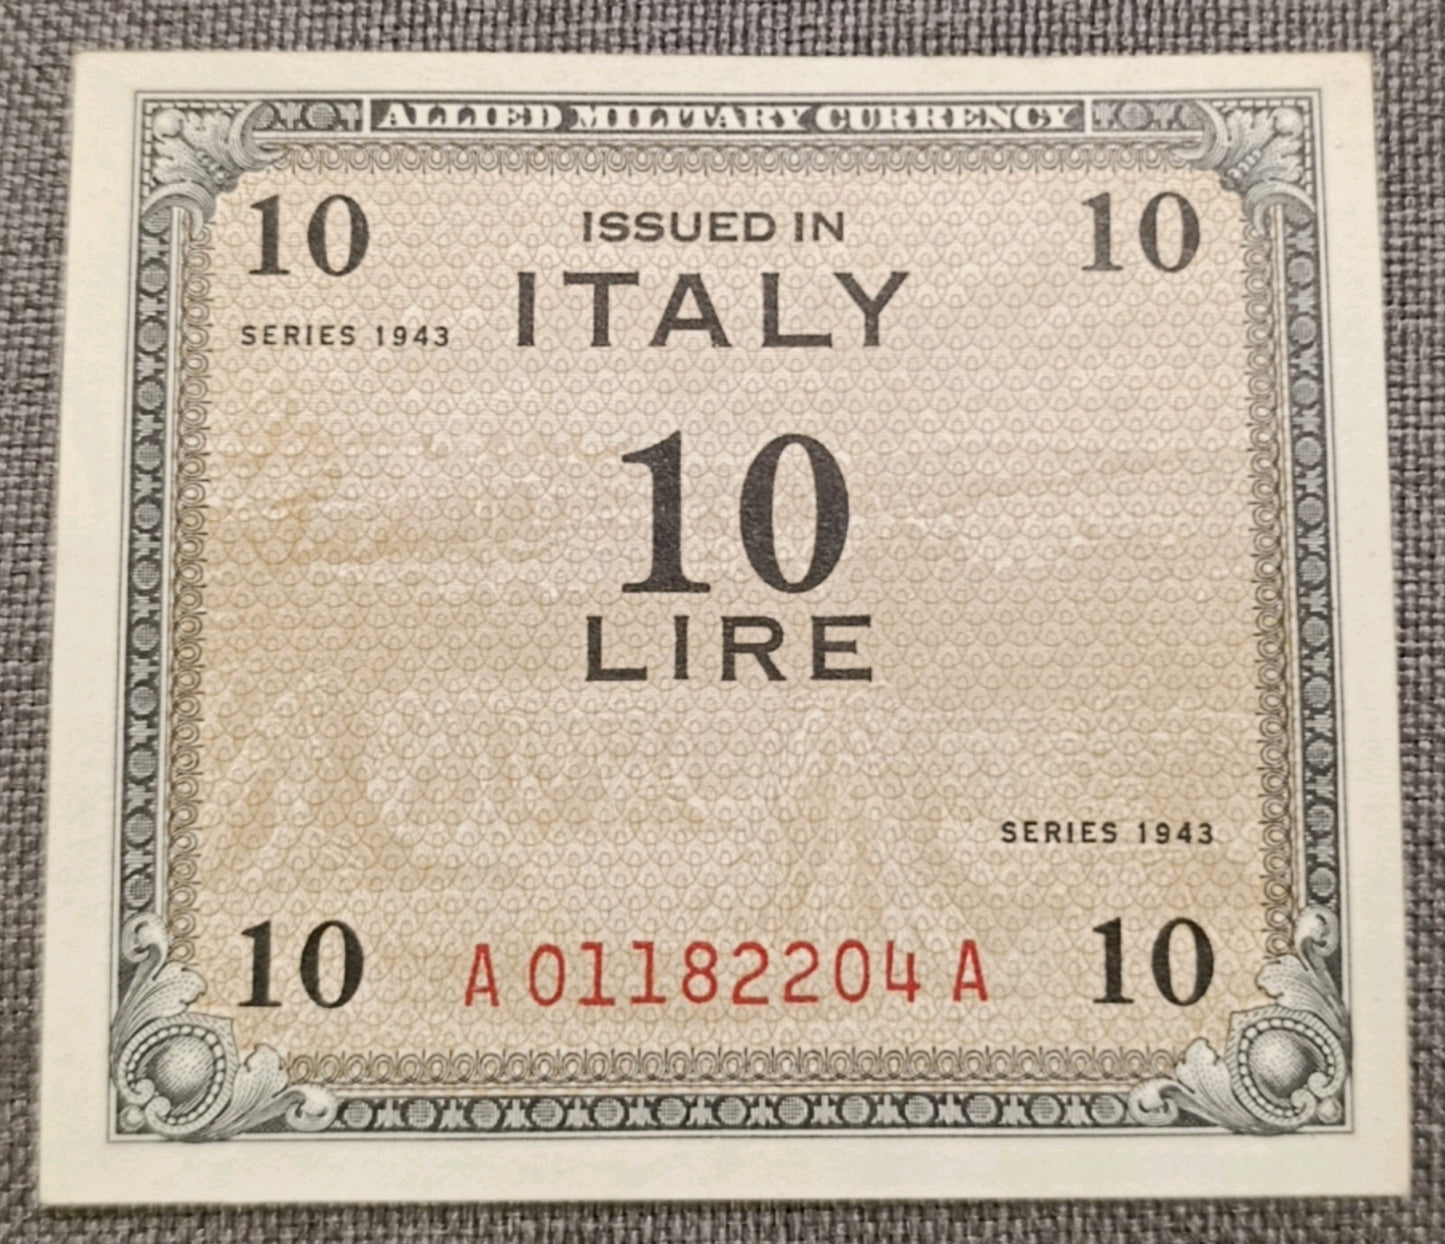 ALLIED MILITARY CURRENCY
10 ISSUED IN 10
ITALY
SERIES 1943
10
LIRE
SERIES 1943
10 A 01182204 A 10